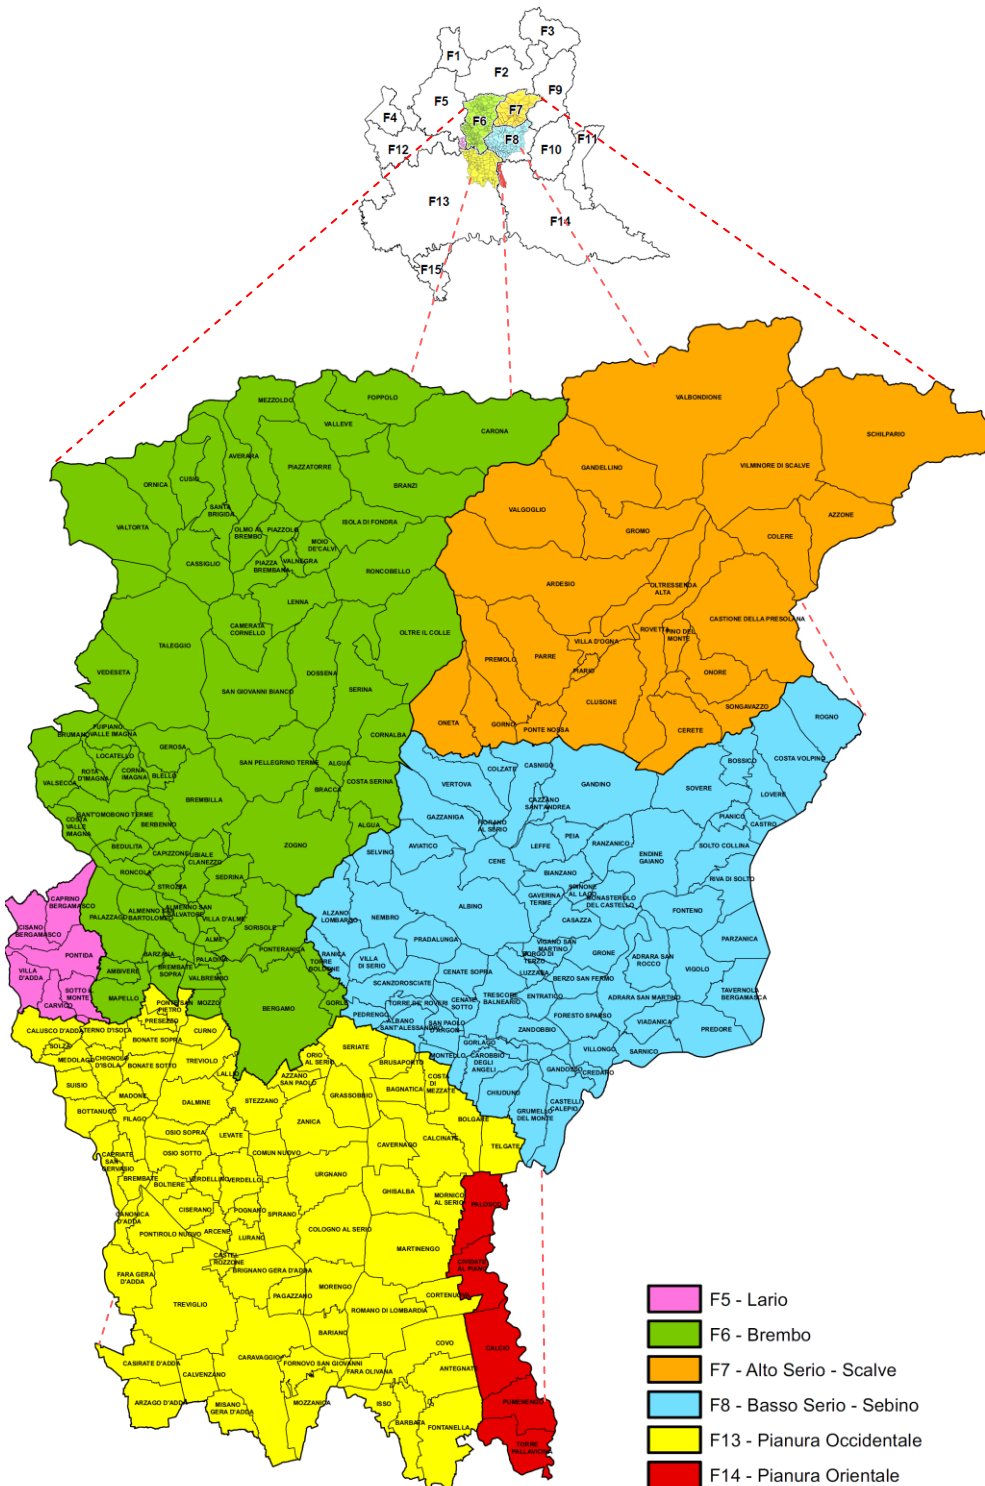 F3
F1
F2
F9
F5
F7
F4
F6
F8
F11
F12
F10
F13
F14
F15
VALBONDIONE
FOPPOLO
MEZZOLDO
VALLEVE
CARONA
SCHILPARIO
AVERARA
PIAZZATORRE
GANDELLINO
VILMINORE DI SCALVE
ORNICA
CUSIO
BRANZI
SANTA
BRIGIDA
VALGOGLIO
AZZONE
VALTORTA
OLMO AL
BREMBO
PIAZZOLO
ISOLA DI FONDRA
GROMO
COLERE
MOIO
DE'CALVI
CASSIGLIO
PIAZZA
BREMBANA
VALNEGRA
RONCOBELLO
ARDESIO
OLTRESSENDA
ALTA
LENNA
CAMERATA
CORNELLO
OLTRE IL COLLE
CASTIONE DELLA PRESOLANA
ROVETTA
FINO DEL
MONTE
VILLA D'OGNA
TALEGGIO
PREMOLO
PARRE
PIARIO
ONORE
VEDESETA
DOSSENA
SAN GIOVANNI BIANCO
SERINA
CLUSONE
SONGAVAZZO
ROGNO
ONETA
GORNO
PONTE NOSSA
CERETE
FUIPIANO
VALLE IMAGNA
BRUMANO
CORNALBA
GEROSA
LOCATELLO
SAN PELLEGRINO TERME
ALGUA
COSTA VOLPINO
BOSSICO
CASNIGO
COLZATE
ROTA
D'IMAGNA
CORNA
IMAGNA
BLELLO
VALSECCA
COSTA SERINA
BRACCA
VERTOVA
GANDINO
SOVERE
LOVERE
BREMBILLA
CAZZANO
SANT'ANDREA
SANT'OMOBONO TERME
COSTA
VALLE
IMAGNA
BERBENNO
ALGUA
GAZZANIGA
FIORANO
AL SERIO
PIANICO
CASTRO
PEIA
BEDULITA
CAPIZZONE
UBIALE
CLANEZZO
ZOGNO
SELVINO
AVIATICO
LEFFE
RANZANICO
ENDINE
GAIANO
SOLTO COLLINA
CENE
BIANZANO
RONCOLA
SEDRINA
STROZZA
RIVA DI SOLTO
CAPRINO
BERGAMASCO
SPINONE
AL LAGO
GAVERINA
TERME
MONASTEROLO
DEL CASTELLO
ALBINO
ALMENNO SAN
SALVATORE
ALMENNO SAN
BARTOLOMEO
PALAZZAGO
VILLA D'ALME'
ALZANO
LOMBARDO
NEMBRO
CASAZZA
FONTENO
CISANO
BERGAMASCO
SORISOLE
ALME'
PRADALUNGA
PARZANICA
VIGANO SAN
MARTINO
BORGO DI
TERZO
GRONE
ADRARA SAN
ROCCO
PONTIDA
BARZANA
PALADINA
PONTERANICA
RANICA
TORRE
BOLDONE
VILLA
DI SERIO
VILLA
D'ADDA
AMBIVERE
BREMBATE
SOPRA
VALBREMBO
CENATE SOPRA
LUZZANA
BERZO SAN FERMO
VIGOLO
SCANZOROSCIATE
SOTTO IL
MONTE
MAPELLO
PONTE SAN
PIETRO
MOZZO
BERGAMO
GORLE
TRESCORE
BALNEARIO
ENTRATICO
ADRARA SAN MARTINO
TAVERNOLA
BERGAMASCA
CARVICO
TORRE DE' ROVERI
CENATE
SOTTO
PEDRENGO
ALBANO
SANT'ALESSANDRO
SAN PAOLO
D'ARGON
FORESTO SPARSO
VIADANICA
PREDORE
PRESEZZO
CALUSCO D'ADDA
TERNO D'ISOLA
BONATE SOPRA
CURNO
ZANDOBBIO
GORLAGO
SERIATE
SOLZA
MEDOLAGO
CHIGNOLO
D'ISOLA
BONATE SOTTO
TREVIOLO
ORIO
AL SERIO
BRUSAPORTO
MONTELLO
CAROBBIO
DEGLI
ANGELI
VILLONGO
SARNICO
GANDOSSO
CREDARO
LALLIO
AZZANO
SAN PAOLO
COSTA
DI
MEZZATE
SUISIO
MADONE
DALMINE
STEZZANO
GRASSOBBIO
BAGNATICA
CHIUDUNO
CASTELLI
CALEPIO
GRUMELLO
DEL MONTE
BOTTANUCO
FILAGO
ZANICA
BOLGARE
OSIO SOPRA
LEVATE
CALCINATE
TELGATE
CAPRIATE
SAN
GERVASIO
OSIO SOTTO
COMUN NUOVO
CAVERNAGO
URGNANO
BREMBATE
BOLTIERE
VERDELLINO
VERDELLO
GHISALBA
MORNICO
AL SERIO
PALOSCO
CANONICA
D'ADDA
CISERANO
POGNANO
SPIRANO
PONTIROLO NUOVO
ARCENE
LURANO
COLOGNO AL SERIO
MARTINENGO
CASTEL
ROZZONE
CIVIDATE
AL PIANO
FARA GERA
D'ADDA
BRIGNANO GERA D'ADDA
MORENGO
PAGAZZANO
CORTENUOVA
TREVIGLIO
ROMANO DI LOMBARDIA
BARIANO
COVO
CALCIO
CARAVAGGIO
CASIRATE D'ADDA
FORNOVO SAN GIOVANNI
FARA OLIVANA
ANTEGNATE
CALVENZANO
ARZAGO D'ADDA
MISANO
GERA D'ADDA
MOZZANICA
ISSO
PUMENENGO
BARBATA
FONTANELLA
TORRE
PALLAVICINA
F5 - Lario
F6 - Brembo
F7 - Alto Serio - Scalve
F8 - Basso Serio - Sebino
F13 - Pianura Occidentale
F14 - Pianura Orientale